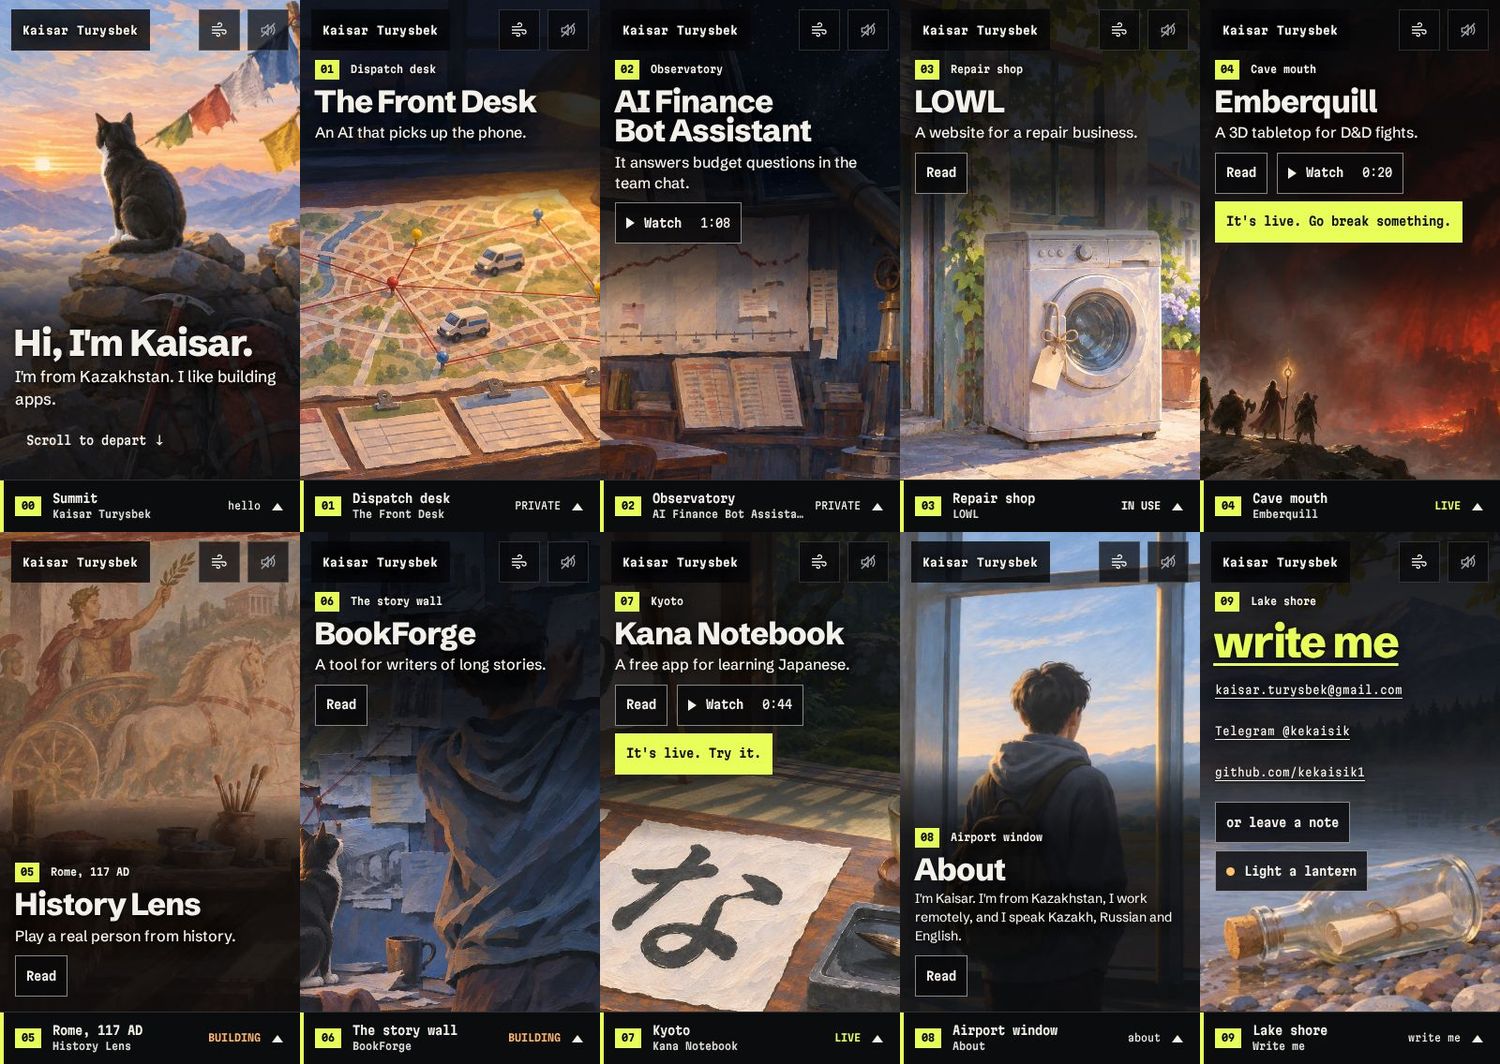 Kaisar Turysbek
Hi, I'm Kaisar.
I'm from Kazakhstan. I like building
apps.
Scroll to depart ↓
00
Summit
Kaisar Turysbek
hello
Kaisar Turysbek
01
Dispatch desk
The Front Desk
An AI that picks up the phone.
01
Dispatch desk
The Front Desk
PRIVATE
Kaisar Turysbek
02
Observatory
AI Finance
Bot Assistant
It answers budget questions in the
team chat.
Watch 1:08
02
Observatory
AI Finance Bot Assista…
PRIVATE
Kaisar Turysbek
03
Repair shop
LOWL
A website for a repair business.
Read
03
Repair shop
LOWL
IN USE
Kaisar Turysbek
04
Cave mouth
Emberquill
A 3D tabletop for D&D fights.
Read
Watch 0:20
It's live. Go break something.
04
Cave mouth
Emberquill
LIVE
Kaisar Turysbek
05
Rome, 117 AD
History Lens
Play a real person from history.
Read
05
Rome, 117 AD
History Lens
BUILDING
Kaisar Turysbek
06
The story wall
BookForge
A tool for writers of long stories.
Read
06
The story wall
BookForge
BUILDING
Kaisar Turysbek
07
Kyoto
Kana Notebook
A free app for learning Japanese.
Read
Watch 0:44
It's live. Try it.
な
07
Kyoto
Kana Notebook
LIVE
Kaisar Turysbek
08
Airport window
About
I'm Kaisar. I'm from Kazakhstan, I work
remotely, and I speak Kazakh, Russian and
English.
Read
08
Airport window
About
about
Kaisar Turysbek
09
Lake shore
write me
kaisar.turysbek@gmail.com
Telegram @kekaisik
github.com/kekaisik1
or leave a note
Light a lantern
09
Lake shore
Write me
write me